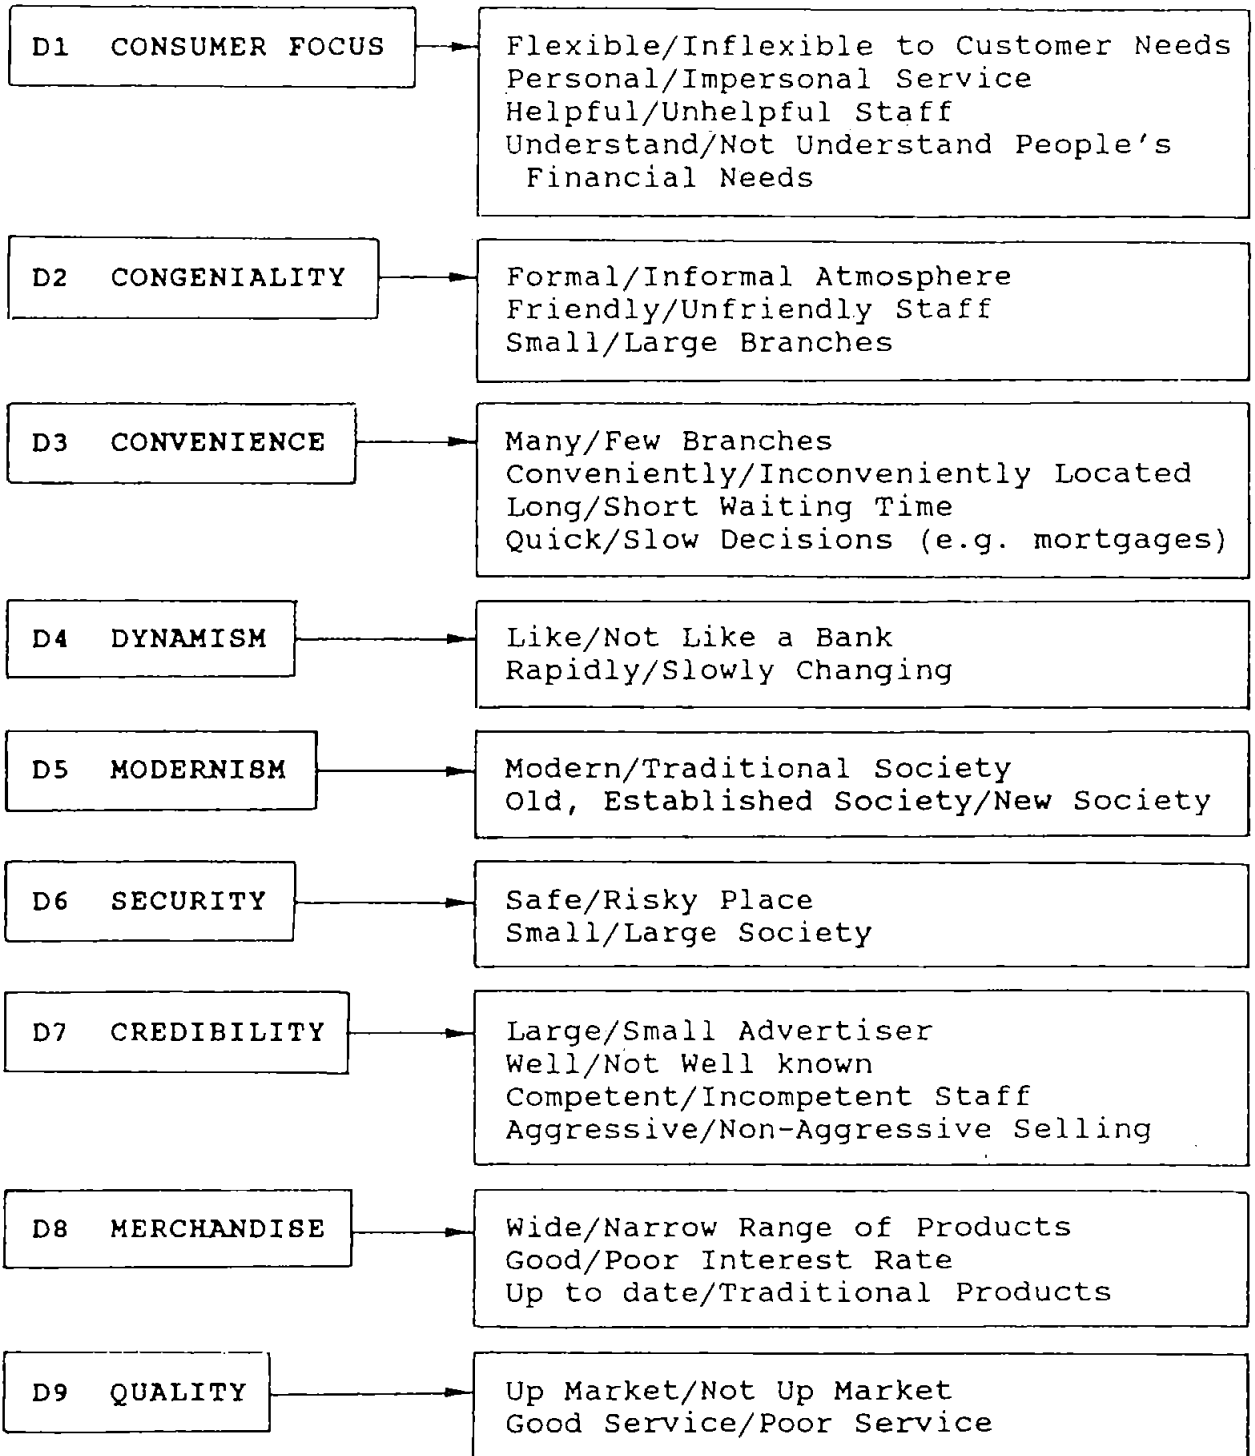 D1 CONSUMER FOCUS
Flexible/Inflexible to Customer Needs
Personal/Impersonal Service
Helpful/Unhelpful Staff
Understand/Not Understand People's
Financial Needs
D2 CONGENIALITY
Formal/Informal Atmosphere
Friendly/Unfriendly Staff
Small/Large Branches
D3 CONVENIENCE
Many/Few Branches
Conveniently/Inconveniently Located
Long/Short Waiting Time
Quick/Slow Decisions (e.g. mortgages)
D4 DYNAMISM
Like/Not Like a Bank
Rapidly/Slowly Changing
D5 MODERNISM
Modern/Traditional Society
Old, Established Society/New Society
D6 SECURITY
Safe/Risky Place
Small/Large Society
D7 CREDIBILITY
Large/Small Advertiser
Well/Not Well known
Competent/Incompetent Staff
Aggressive/Non-Aggressive Selling
D8 MERCHANDISE
Wide/Narrow Range of Products
Good/Poor Interest Rate
Up to date/Traditional Products
D9 QUALITY
Up Market/Not Up Market
Good Service/Poor Service